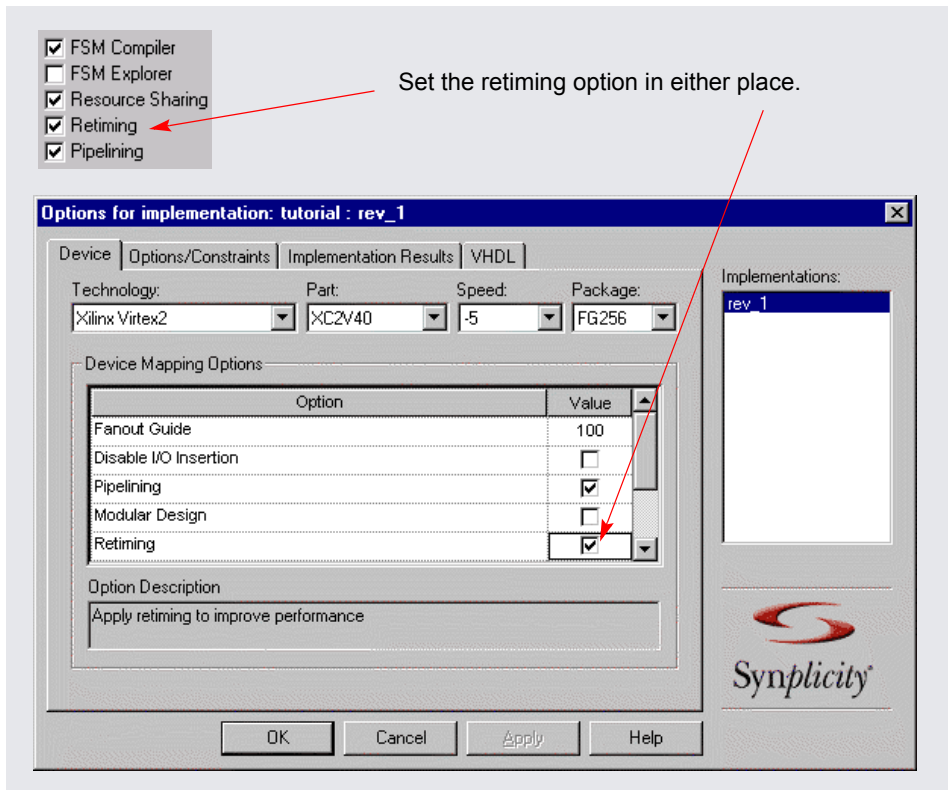 FSM Compiler
FSM Explorer
Resource Sharing
Retiming
Pipelining
Set the retiming option in either place.
Options for implementation: tutorial : rev_1
Device Options/Constraints Implementation Results VHDL
Technology: Part: Speed: Package:
Xilinx Virtex2 XC2V40 -5 FG256
Implementations:
rev_1
Device Mapping Options
Option Value
Fanout Guide 100
Disable I/O Insertion
Pipelining
Modular Design
Retiming
Option Description
Apply retiming to improve performance
Synplicity®
OK Cancel Apply Help